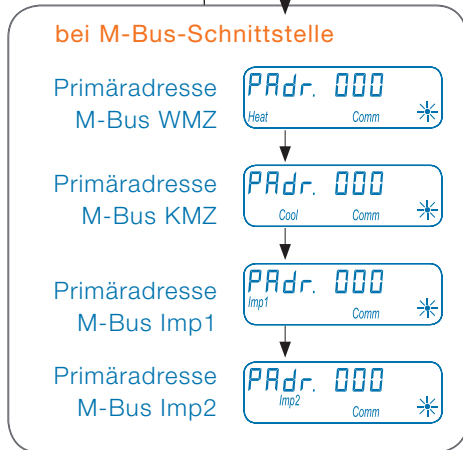 bei M-Bus-Schnittstelle
Primäradresse
M-Bus WMZ
PAdr. 000
Heat Comm
Primäradresse
M-Bus KMZ
PAdr. 000
Cool Comm
Primäradresse
M-Bus Imp1
PAdr. 000
Imp1
Comm
Primäradresse
M-Bus Imp2
PAdr. 000
Imp2
Comm